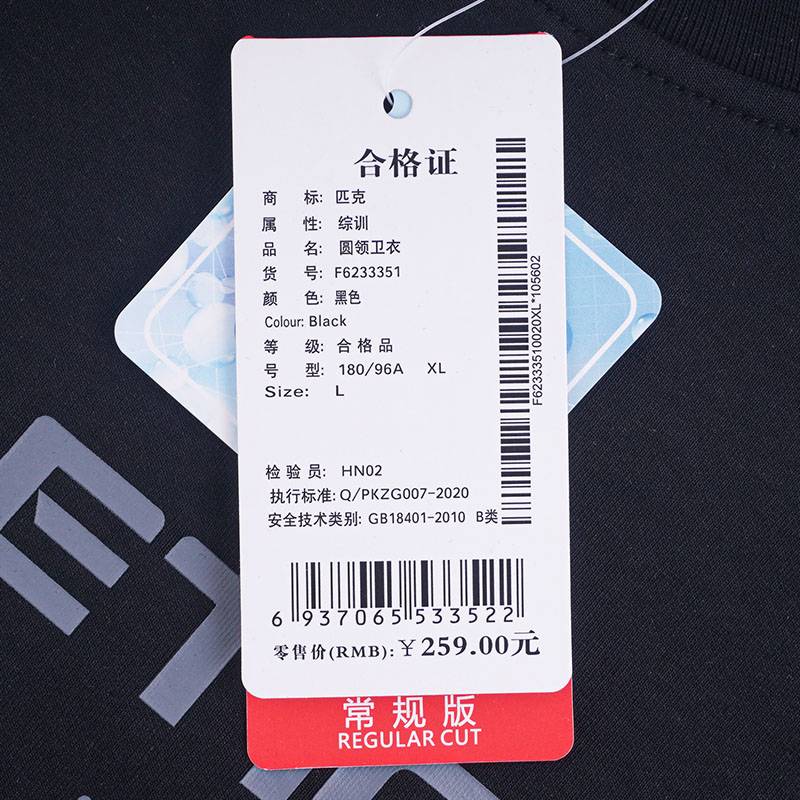 合格证
商 标: 匹克
属 性: 综训
品 名: 圆领卫衣
货 号: F6233351
颜 色: 黑色
Colour: Black
等 级: 合格品
号 型: 180/96A XL
Size: L
检验员: HN02
执行标准: Q/PKZG007-2020
安全技术类别: GB18401-2010 B类
F62333510020XL*105602
6 937065 533522
零售价(RMB): ¥259.00元
常规版
REGULAR CUT